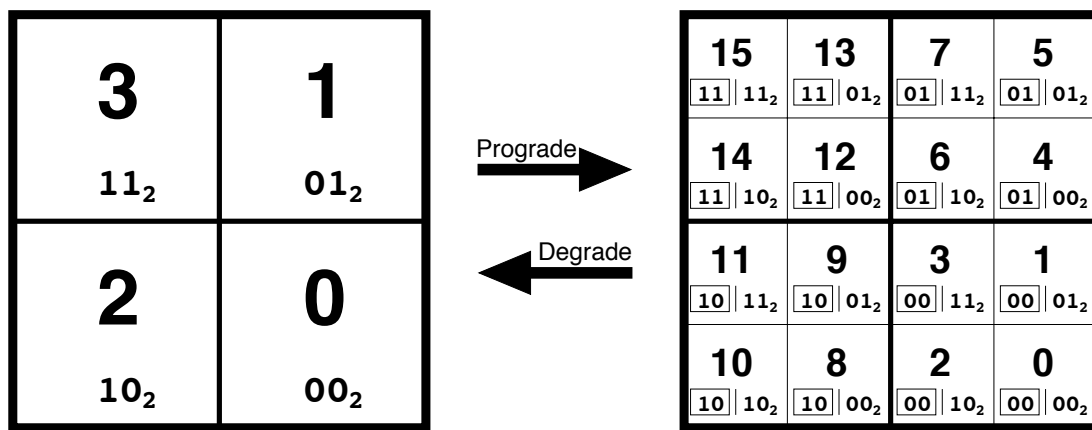 3 1
11₂ 01₂
2 0
10₂ 00₂
Prograde
Degrade
15 13 7 5
11 | 11₂ 11 | 01₂ 01 | 11₂ 01 | 01₂
14 12 6 4
11 | 10₂ 11 | 00₂ 01 | 10₂ 01 | 00₂
11 9 3 1
10 | 11₂ 10 | 01₂ 00 | 11₂ 00 | 01₂
10 8 2 0
10 | 10₂ 10 | 00₂ 00 | 10₂ 00 | 00₂